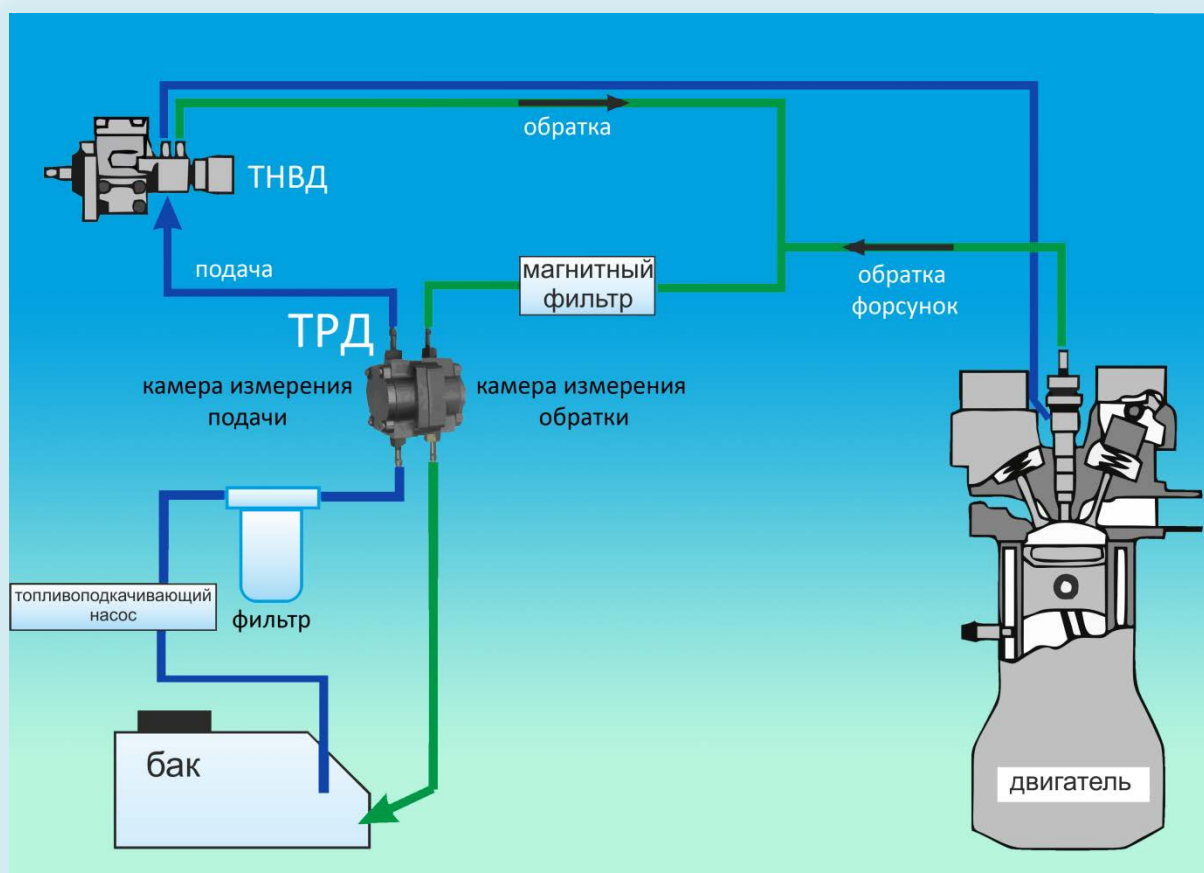 обратка
ТНВД
подача
магнитный
фильтр
обратка
форсунок
ТРД
камера измерения
подачи
камера измерения
обратки
топливоподкачивающий
насос
фильтр
бак
двигатель